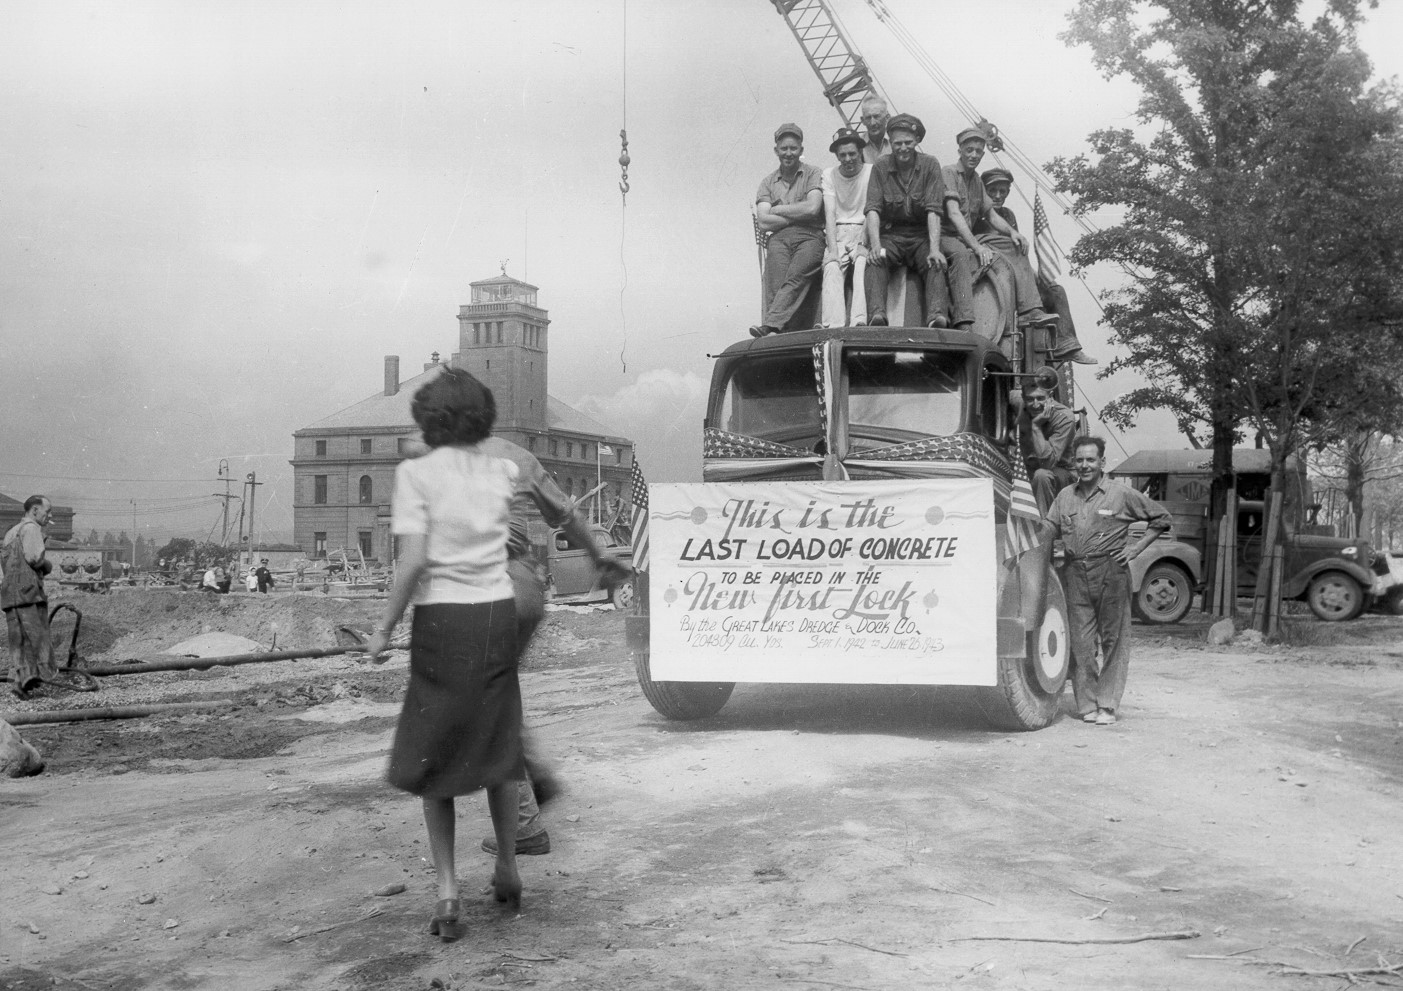 This is the
LAST LOAD OF CONCRETE
TO BE PLACED IN THE
New First Lock
By the GREAT LAKES DREDGE & DOCK CO.
204809 CU. YDS. SEPT. 1, 1942 = JUNE 25, 1943